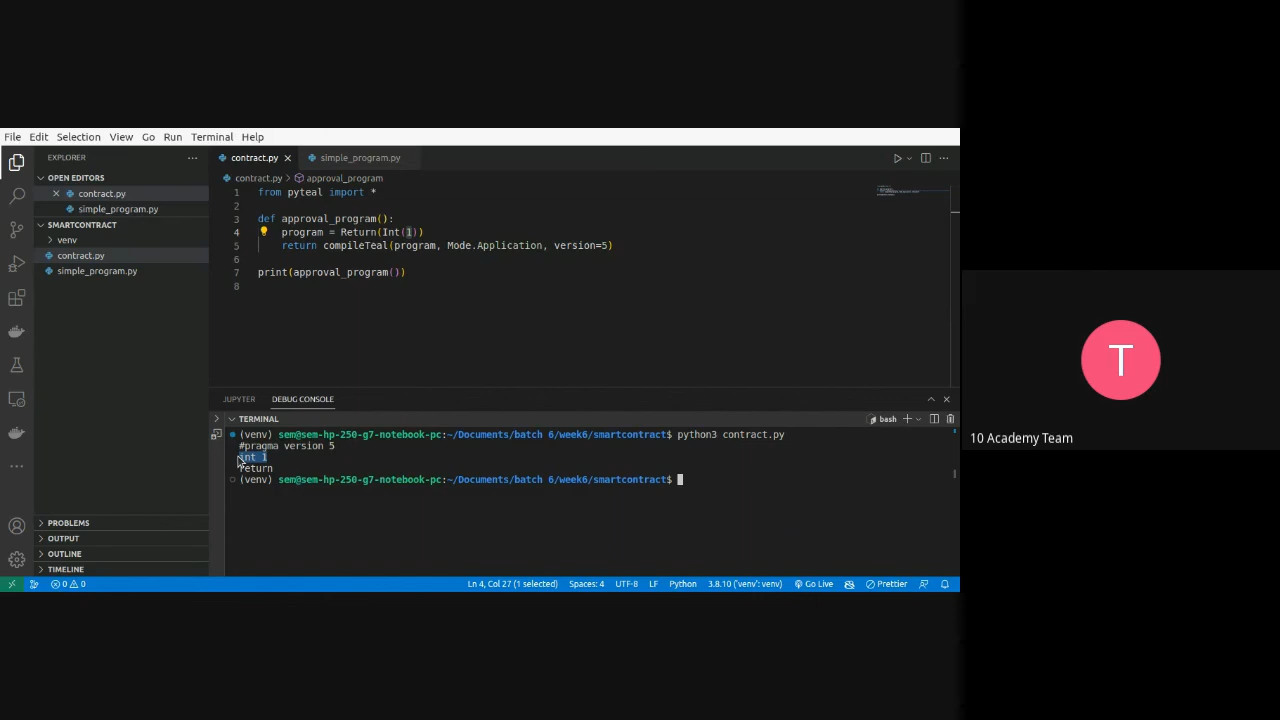 File Edit Selection View Go Run Terminal Help
EXPLORER
OPEN EDITORS
contract.py
simple_program.py
SMARTCONTRACT
venv
contract.py
simple_program.py
PROBLEMS
OUTPUT
OUTLINE
TIMELINE
contract.py simple_program.py
contract.py > approval_program
1 from pyteal import *
2
3 def approval_program():
4 program = Return(Int(1))
5 return compileTeal(program, Mode.Application, version=5)
6
7 print(approval_program())
8
JUPYTER DEBUG CONSOLE
TERMINAL bash
(venv) sem@sem-hp-250-g7-notebook-pc:~/Documents/batch 6/week6/smartcontract$ python3 contract.py
#pragma version 5
int 1
return
(venv) sem@sem-hp-250-g7-notebook-pc:~/Documents/batch 6/week6/smartcontract$
0 0 Ln 4, Col 27 (1 selected) Spaces: 4 UTF-8 LF Python 3.8.10 ('venv': venv) Go Live Prettier
T
10 Academy Team